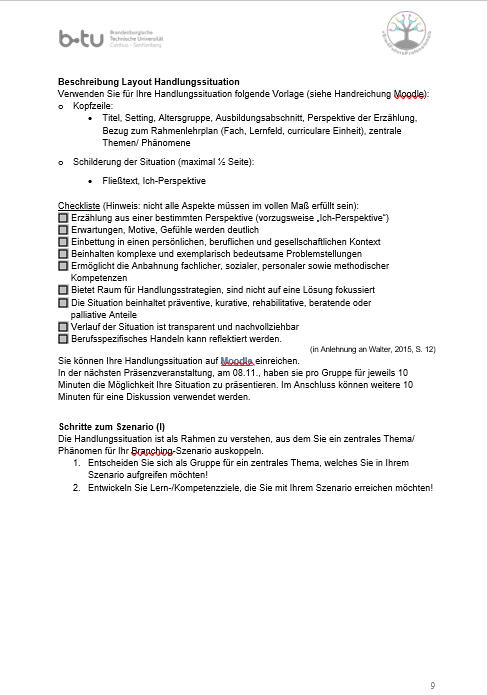 b-tu
Brandenburgische
Technische Universität
Cottbus - Senftenberg
Beschreibung Layout Handlungssituation
Verwenden Sie für Ihre Handlungssituation folgende Vorlage (siehe Handreichung Moodle):
o Kopfzeile:
• Titel, Setting, Altersgruppe, Ausbildungsabschnitt, Perspektive der Erzählung,
Bezug zum Rahmenlehrplan (Fach, Lernfeld, curriculare Einheit), zentrale
Themen/ Phänomene
o Schilderung der Situation (maximal ½ Seite):
• Fließtext, Ich-Perspektive
Checkliste (Hinweis: nicht alle Aspekte müssen im vollen Maß erfüllt sein):
Erzählung aus einer bestimmten Perspektive (vorzugsweise „Ich-Perspektive“)
Erwartungen, Motive, Gefühle werden deutlich
Einbettung in einen persönlichen, beruflichen und gesellschaftlichen Kontext
Beinhalten komplexe und exemplarisch bedeutsame Problemstellungen
Ermöglicht die Anbahnung fachlicher, sozialer, personaler sowie methodischer
Kompetenzen
Bietet Raum für Handlungsstrategien, sind nicht auf eine Lösung fokussiert
Die Situation beinhaltet präventive, kurative, rehabilitative, beratende oder
palliative Anteile
Verlauf der Situation ist transparent und nachvollziehbar
Berufsspezifisches Handeln kann reflektiert werden.
(in Anlehnung an Walter, 2015, S. 12)
Sie können Ihre Handlungssituation auf Moodle einreichen.
In der nächsten Präsenzveranstaltung, am 08.11., haben sie pro Gruppe für jeweils 10
Minuten die Möglichkeit Ihre Situation zu präsentieren. Im Anschluss können weitere 10
Minuten für eine Diskussion verwendet werden.
Schritte zum Szenario (I)
Die Handlungssituation ist als Rahmen zu verstehen, aus dem Sie ein zentrales Thema/
Phänomen für Ihr Branching-Szenario auskoppeln.
1. Entscheiden Sie sich als Gruppe für ein zentrales Thema, welches Sie in Ihrem
Szenario aufgreifen möchten!
2. Entwickeln Sie Lern-/Kompetenzziele, die Sie mit Ihrem Szenario erreichen möchten!
9